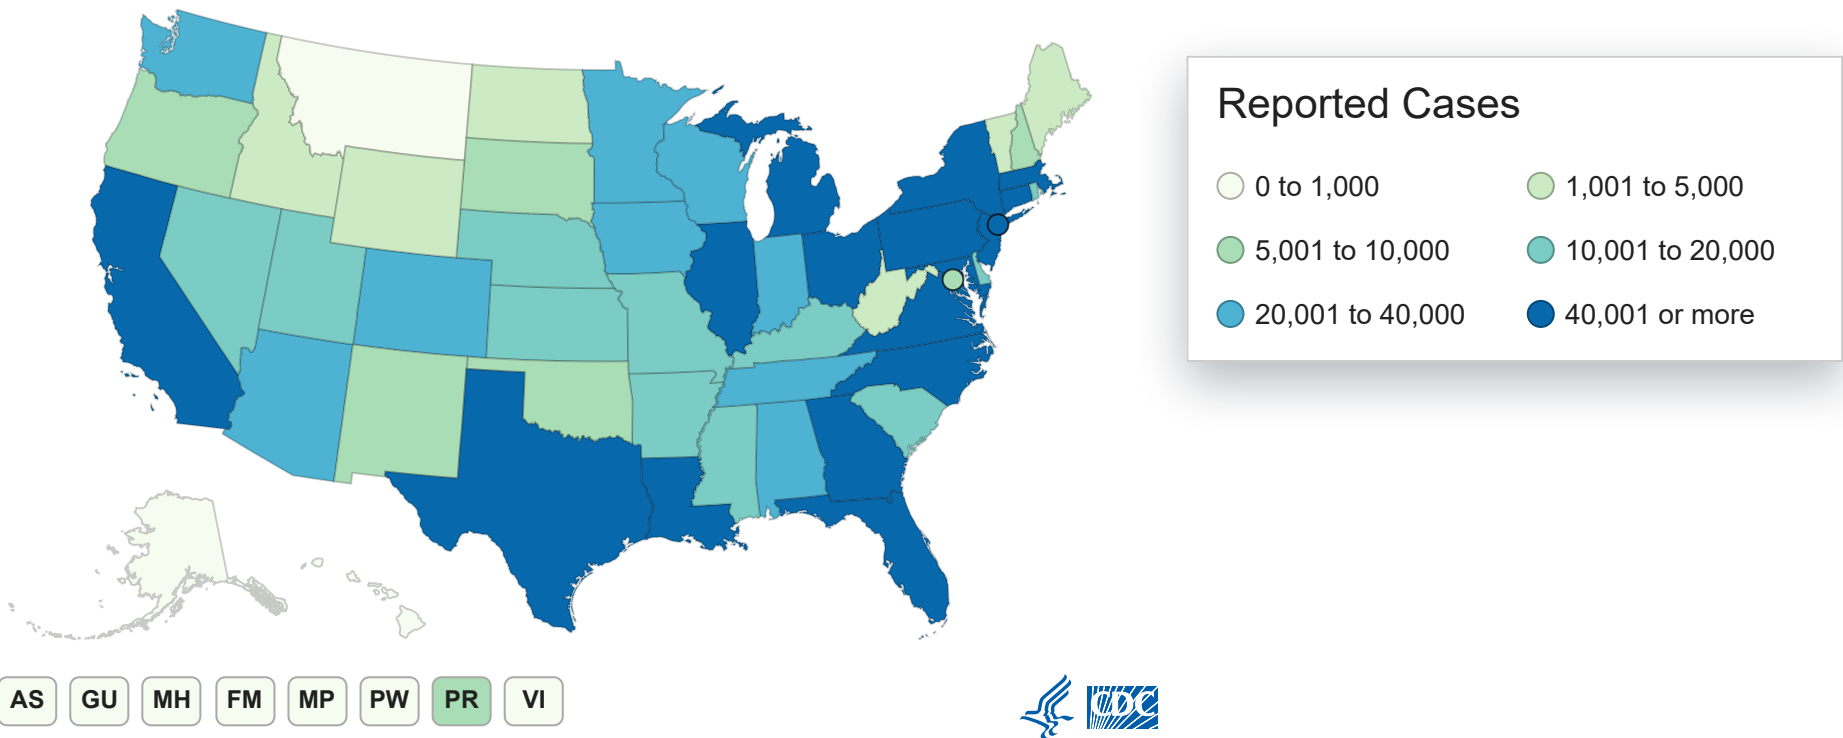 Reported Cases
0 to 1,000
1,001 to 5,000
5,001 to 10,000
10,001 to 20,000
20,001 to 40,000
40,001 or more
AS GU MH FM MP PW PR VI
CDC